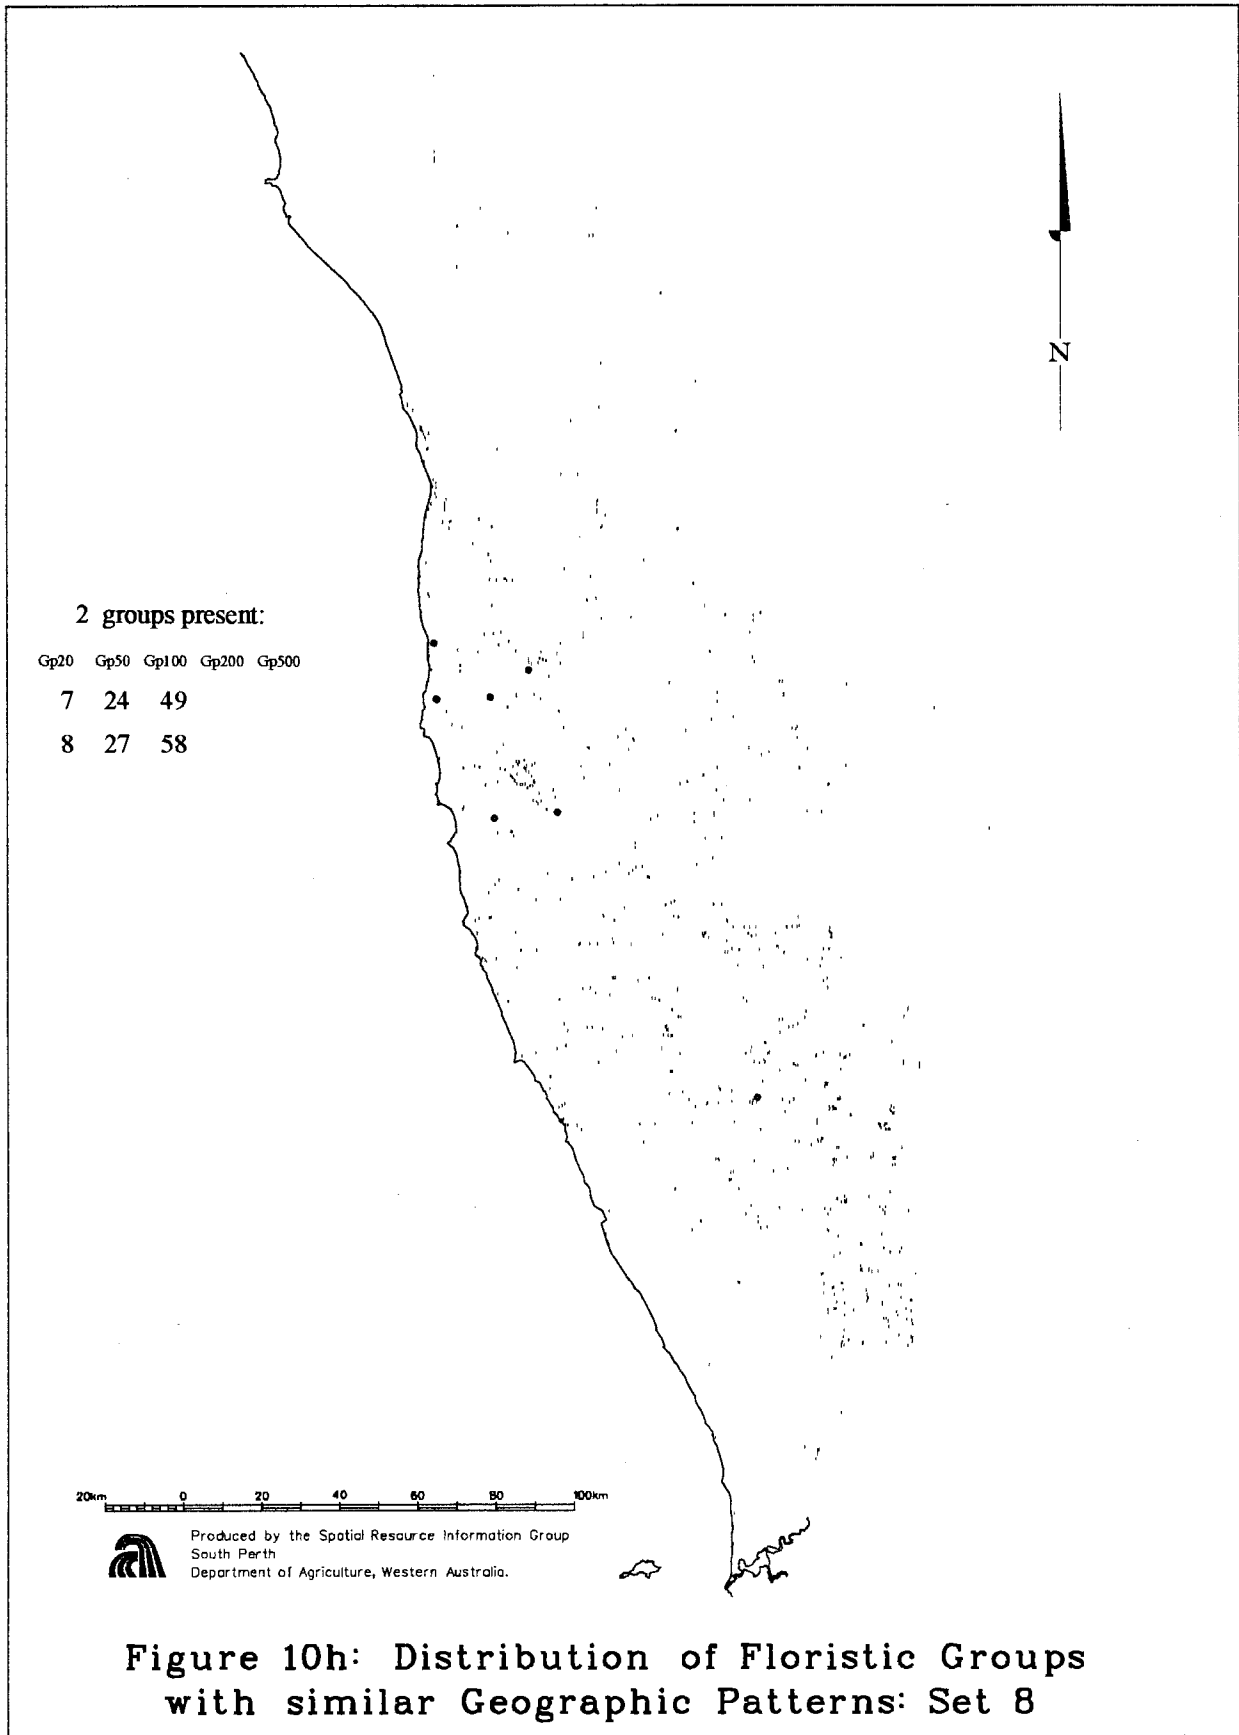 N
2 groups present:
Gp20 Gp50 Gp100 Gp200 Gp500
7 24 49
8 27 58
20km 0 20 40 60 80 100km
Produced by the Spatial Resource Information Group
South Perth
Department of Agriculture, Western Australia.
Figure 10h: Distribution of Floristic Groups
with similar Geographic Patterns: Set 8